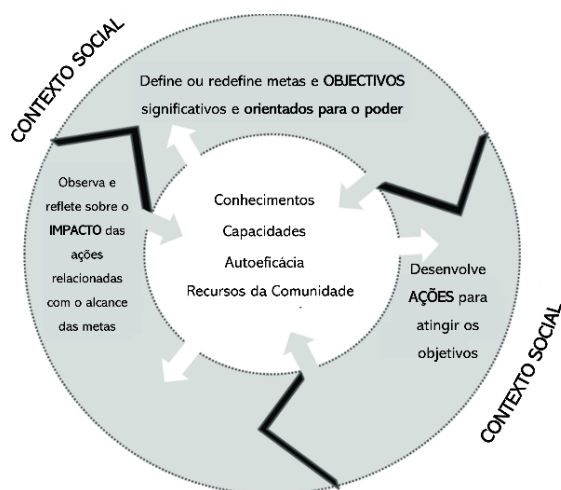 CONTEXTO SOCIAL
Define ou redefine metas e OBJECTIVOS
significativos e orientados para o poder
Observa e
reflete sobre o
IMPACTO das
ações
relacionadas
com o alcance
das metas
Conhecimentos
Capacidades
Autoeficácia
Recursos da Comunidade
Desenvolve
AÇÕES para
atingir os
objetivos
CONTEXTO SOCIAL